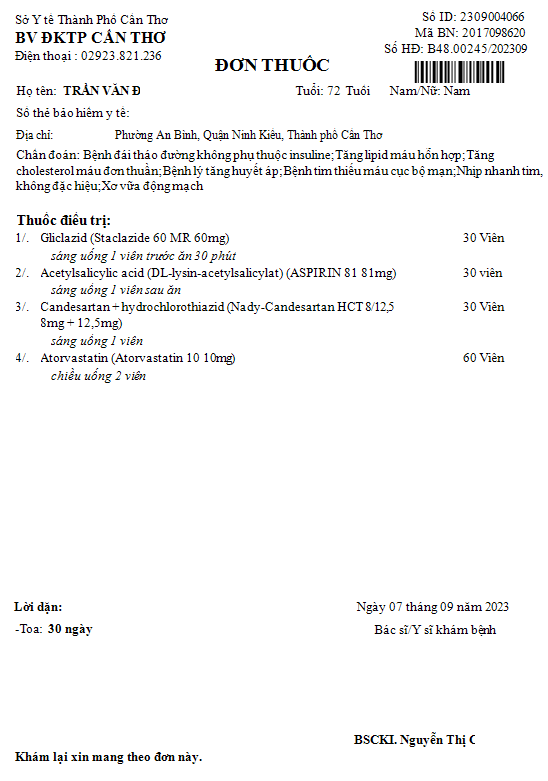 Sở Y tế Thành Phố Cần Thơ
BV ĐKTP CẦN THƠ
Điện thoại : 02923.821.236
Số ID: 2309004066
Mã BN: 2017098620
Số HĐ: B48.00245/202309
ĐƠN THUỐC
Họ tên: TRẦN VĂN Đ
Tuổi: 72 Tuổi
Nam/Nữ: Nam
Số thẻ bảo hiểm y tế:
Địa chỉ: Phường An Bình, Quận Ninh Kiều, Thành phố Cần Thơ
Chẩn đoán: Bệnh đái tháo đường không phụ thuộc insuline;Tăng lipid máu hỗn hợp;Tăng
cholesterol máu đơn thuần;Bệnh lý tăng huyết áp;Bệnh tim thiếu máu cục bộ mạn;Nhịp nhanh tim,
không đặc hiệu;Xơ vữa động mạch
Thuốc điều trị:
1/. Gliclazid (Staclazide 60 MR 60mg) 30 Viên
sáng uống 1 viên trước ăn 30 phút
2/. Acetylsalicylic acid (DL-lysin-acetylsalicylat) (ASPIRIN 81 81mg) 30 viên
sáng uống 1 viên sau ăn
3/. Candesartan + hydrochlorothiazid (Nady-Candesartan HCT 8/12,5 30 Viên
8mg + 12,5mg)
sáng uống 1 viên
4/. Atorvastatin (Atorvastatin 10 10mg) 60 Viên
chiều uống 2 viên
Lời dặn:
-Toa: 30 ngày
Ngày 07 tháng 09 năm 2023
Bác sĩ/Y sĩ khám bệnh
BSCKI. Nguyễn Thị C
Khám lại xin mang theo đơn này.